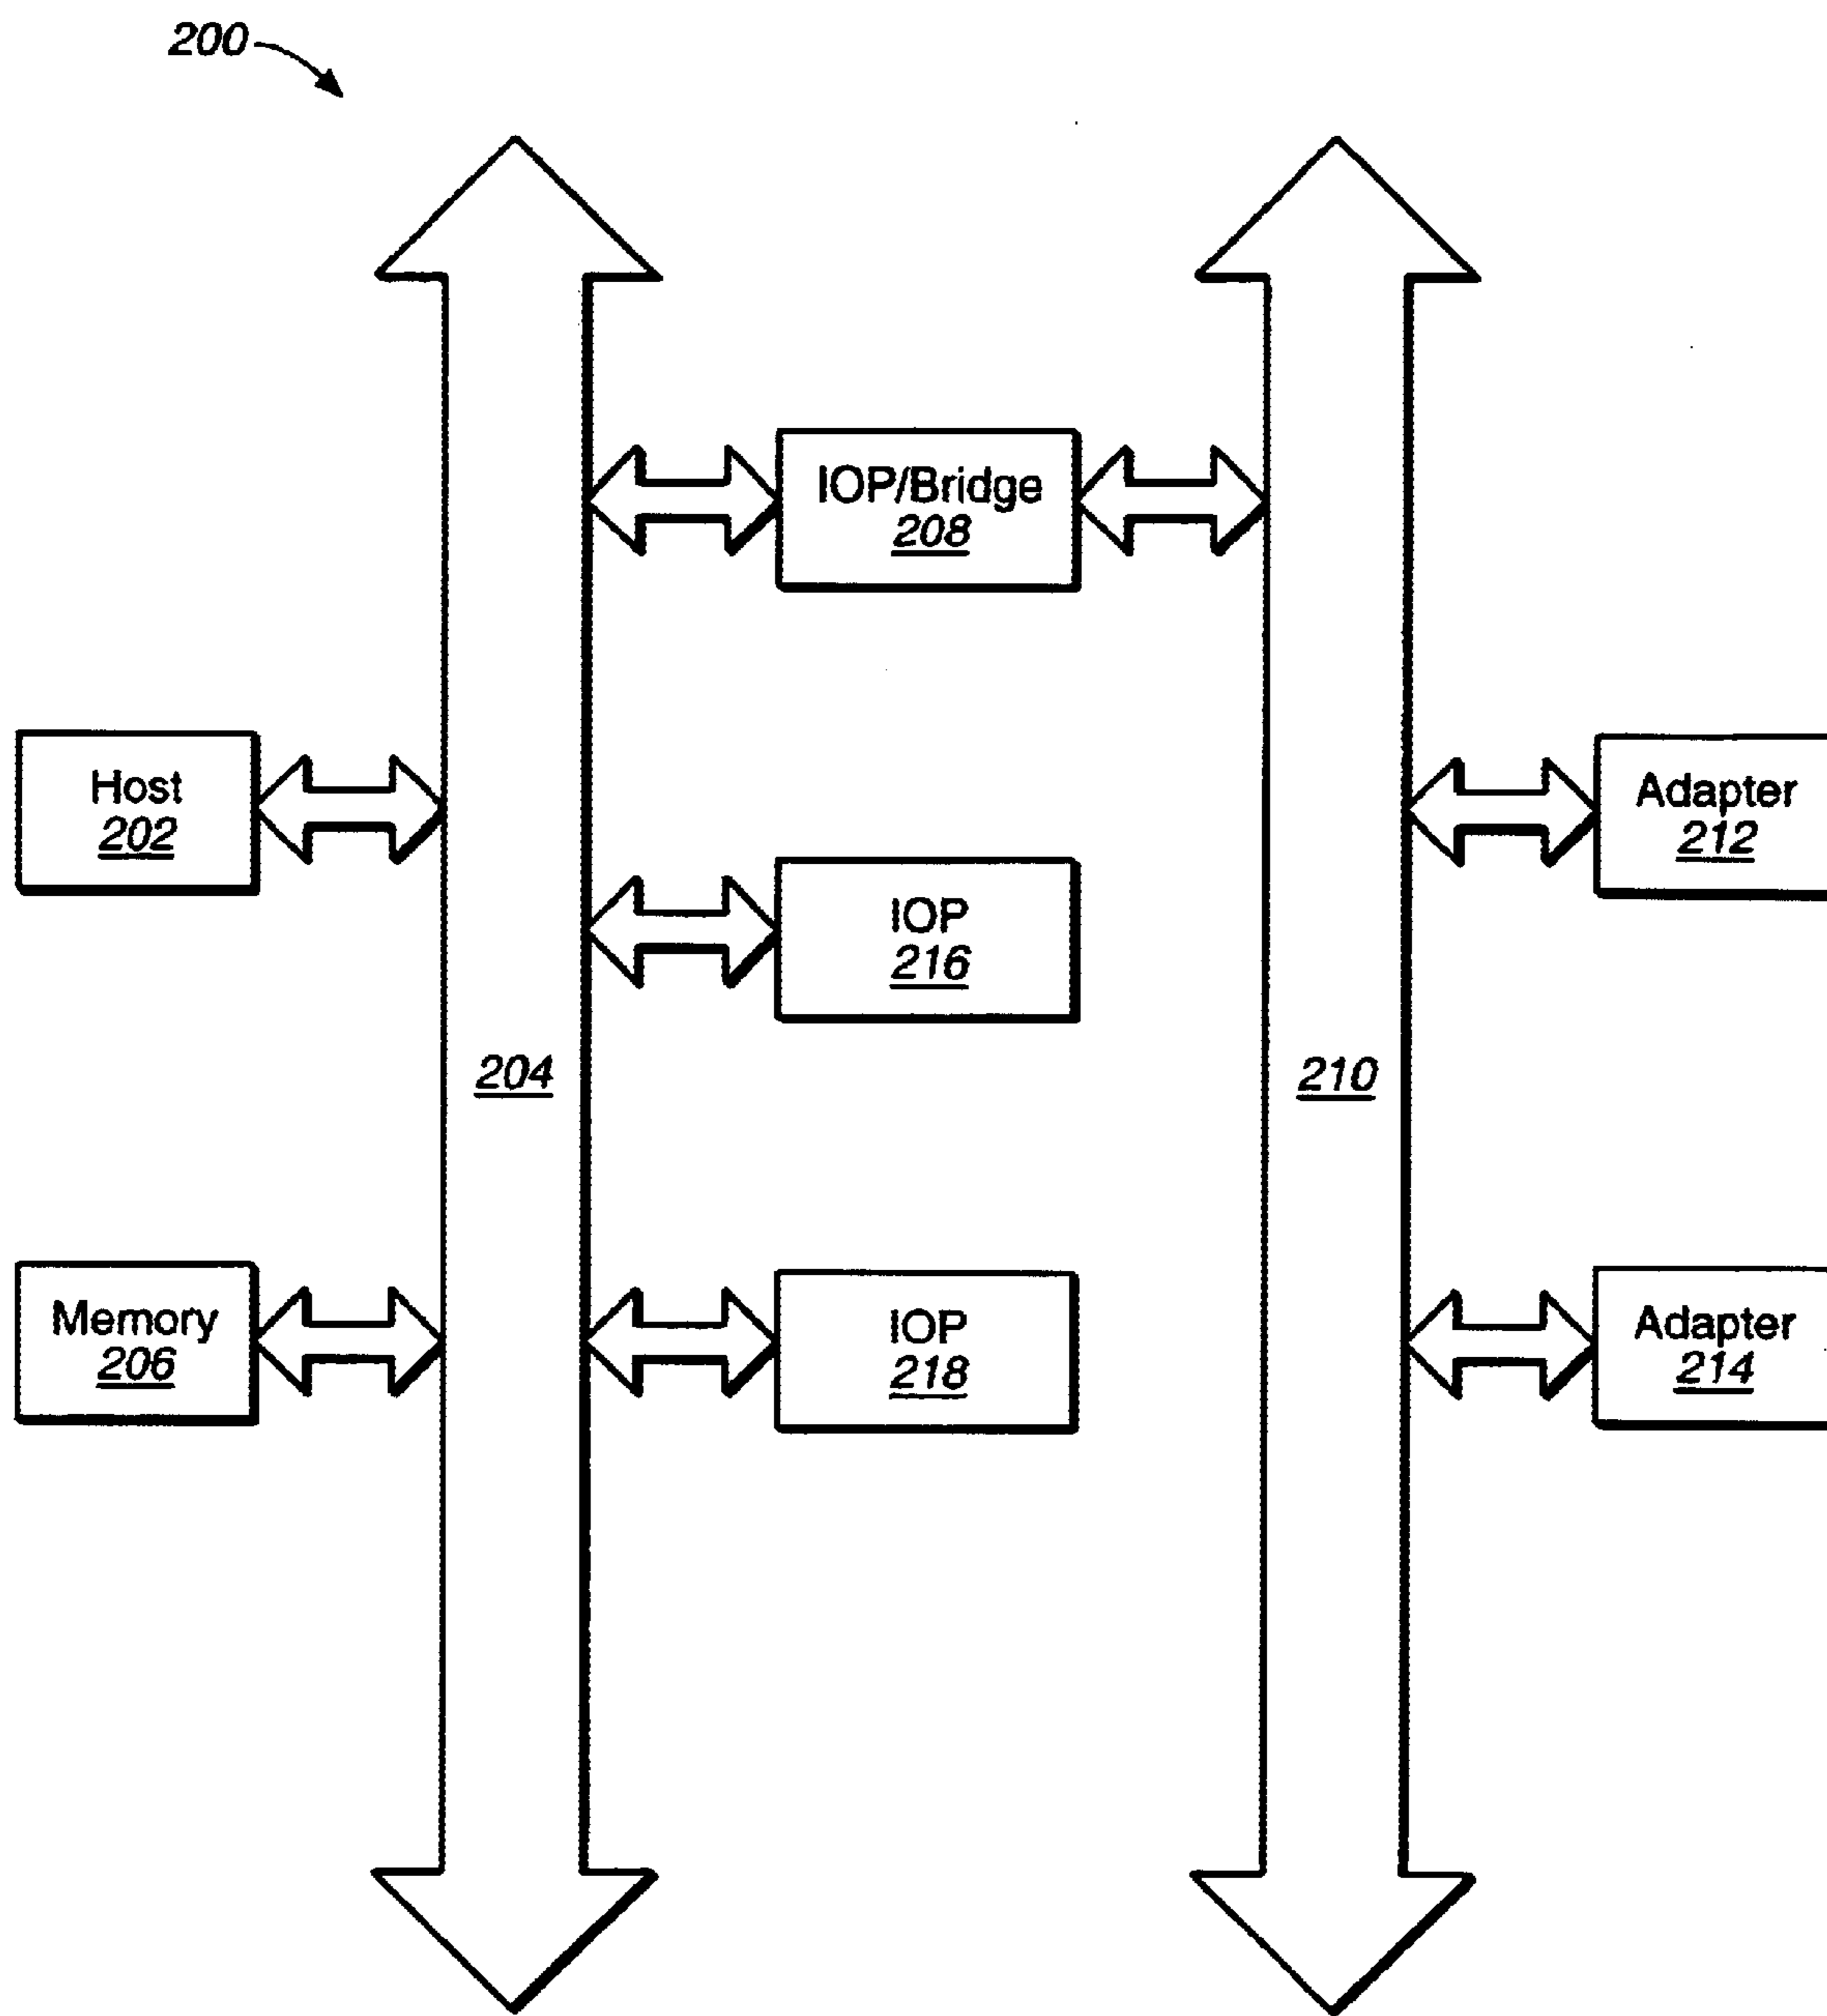 200
IOP/Bridge
208
Host
202
Adapter
212
IOP
216
204
210
Memory
206
IOP
218
Adapter
214